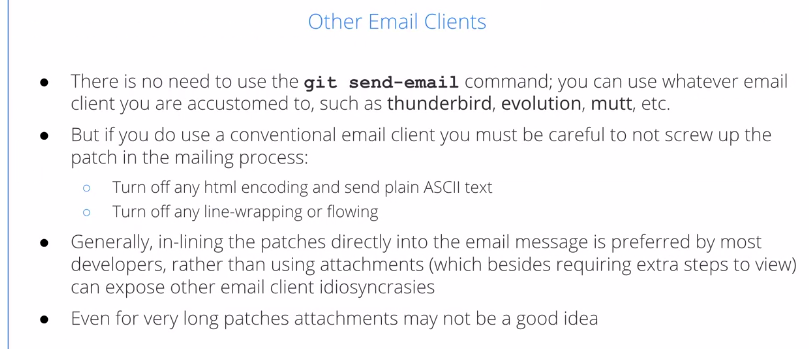 Other Email Clients
● There is no need to use the git send-email command; you can use whatever email
client you are accustomed to, such as thunderbird, evolution, mutt, etc.
● But if you do use a conventional email client you must be careful to not screw up the
patch in the mailing process:
○ Turn off any html encoding and send plain ASCII text
○ Turn off any line-wrapping or flowing
● Generally, in-lining the patches directly into the email message is preferred by most
developers, rather than using attachments (which besides requiring extra steps to view)
can expose other email client idiosyncrasies
● Even for very long patches attachments may not be a good idea